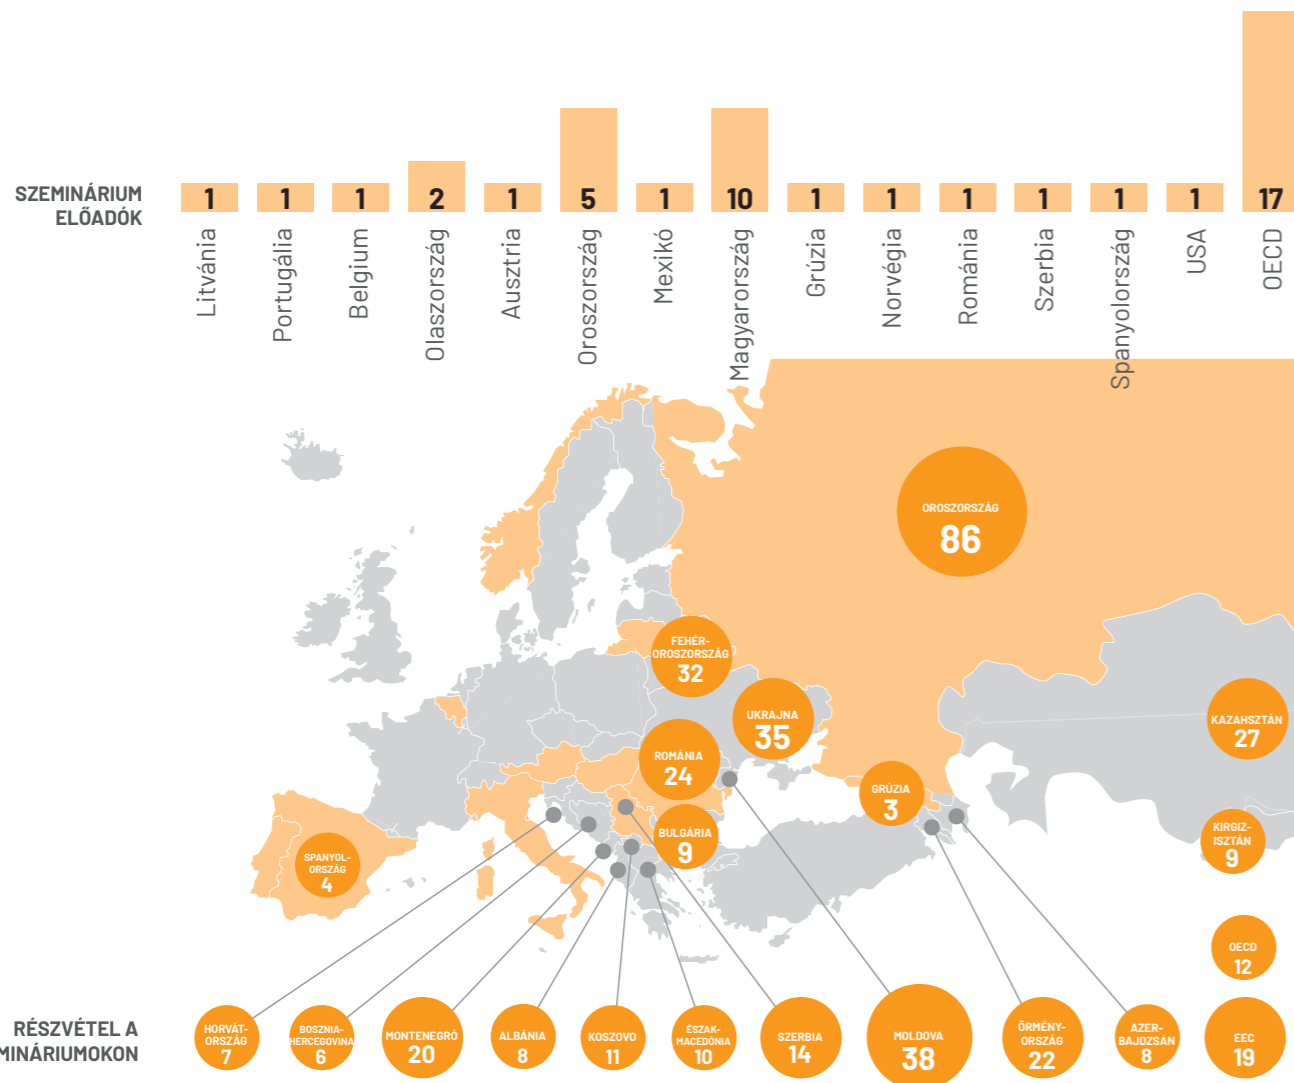 SZEMINÁRIUM
ELŐADÓK
1 1 1 2 1 5 1 10 1 1 1 1 1 1 17
Litvánia
Portugália
Belgium
Olaszország
Ausztria
Oroszország
Mexikó
Magyarország
Grúzia
Norvégia
Románia
Szerbia
Spanyolország
USA
OECD
OROSZORSZÁG
86
FEHÉR-
OROSZORSZÁG
32
UKRAJNA
35
KAZAHSZTÁN
27
ROMÁNIA
24
GRÚZIA
3
BULGÁRIA
9
KIRGIZ-
ISZTÁN
9
SPANYOL-
ORSZÁG
4
OECD
12
RÉSZVÉTEL A
MINÁRIUMOKON
HORVÁT-
ORSZÁG
7
BOSZNIA-
HERCEGOVINA
6
MONTENEGRÓ
20
ALBÁNIA
8
KOSZOVO
11
ÉSZAK-
MACEDÓNIA
10
SZERBIA
14
MOLDOVA
38
ÖRMÉNY-
ORSZÁG
22
AZER-
BAJDZSÁN
8
EEC
19